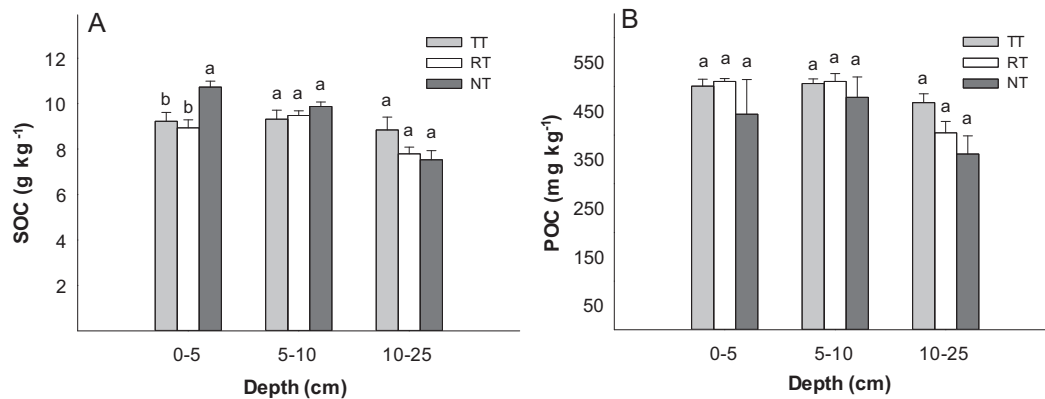 A
TT
RT
NT
12
10
8
6
4
2
SOC (g kg⁻¹)
b b a
a a a
a a a
0-5 5-10 10-25
Depth (cm)
B
TT
RT
NT
550
450
350
250
150
50
POC (mg kg⁻¹)
a a a
a a a
a a a
0-5 5-10 10-25
Depth (cm)